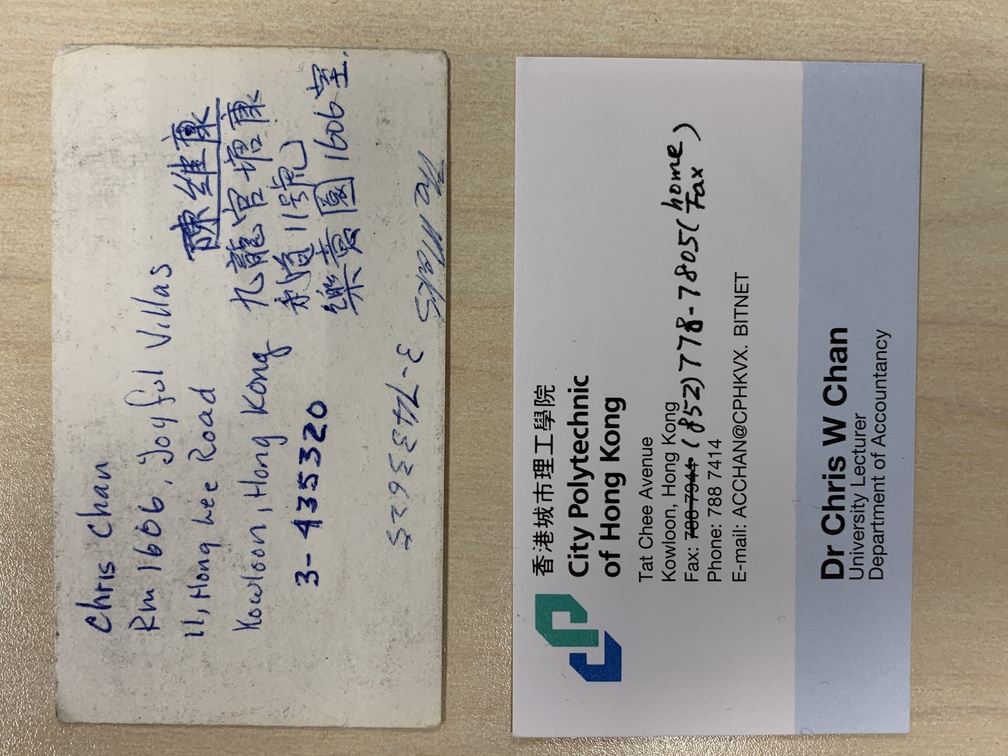 Chris Chan
Rm 1606, Joyful Villas
11, Hong Lee Road
Kowloon, Hong Kong
3-435320
陳維康
九龍官塘康
利道11號
樂意園1606室.
The Maks
3-7433625
香港城市理工學院
City Polytechnic
of Hong Kong
Tat Chee Avenue
Kowloon, Hong Kong
Fax: 788 7944 (852)778-7805(home Fax)
Phone: 788 7414
E-mail: ACCHAN@CPHKVX. BITNET
Dr Chris W Chan
University Lecturer
Department of Accountancy